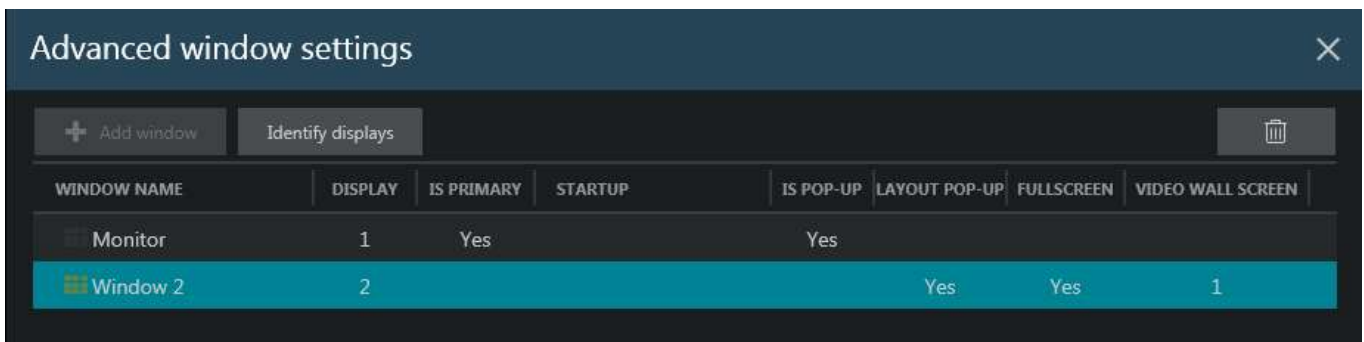 Advanced window settings
Add window Identify displays
WINDOW NAME DISPLAY IS PRIMARY STARTUP IS POP-UP LAYOUT POP-UP FULLSCREEN VIDEO WALL SCREEN
Monitor 1 Yes Yes
Window 2 2 Yes Yes 1